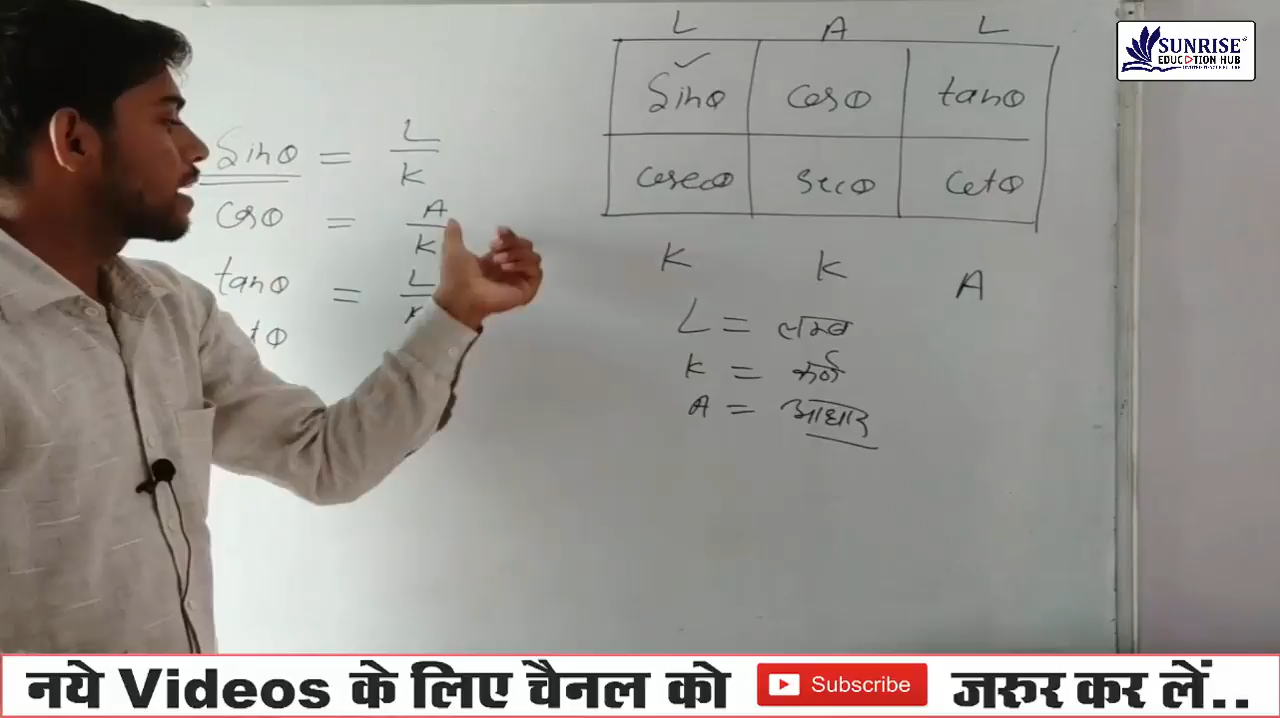 SUNRISE
EDUCATION HUB
L A L
Sinθ cosθ tanθ
cosecθ secθ cotθ
K K A
L = लम्ब
K = कर्ण
A = आधार
Sinθ = L/K
cosθ = A/K
tanθ = L/
θ
नये Videos के लिए चैनल को Subscribe जरूर कर लें..